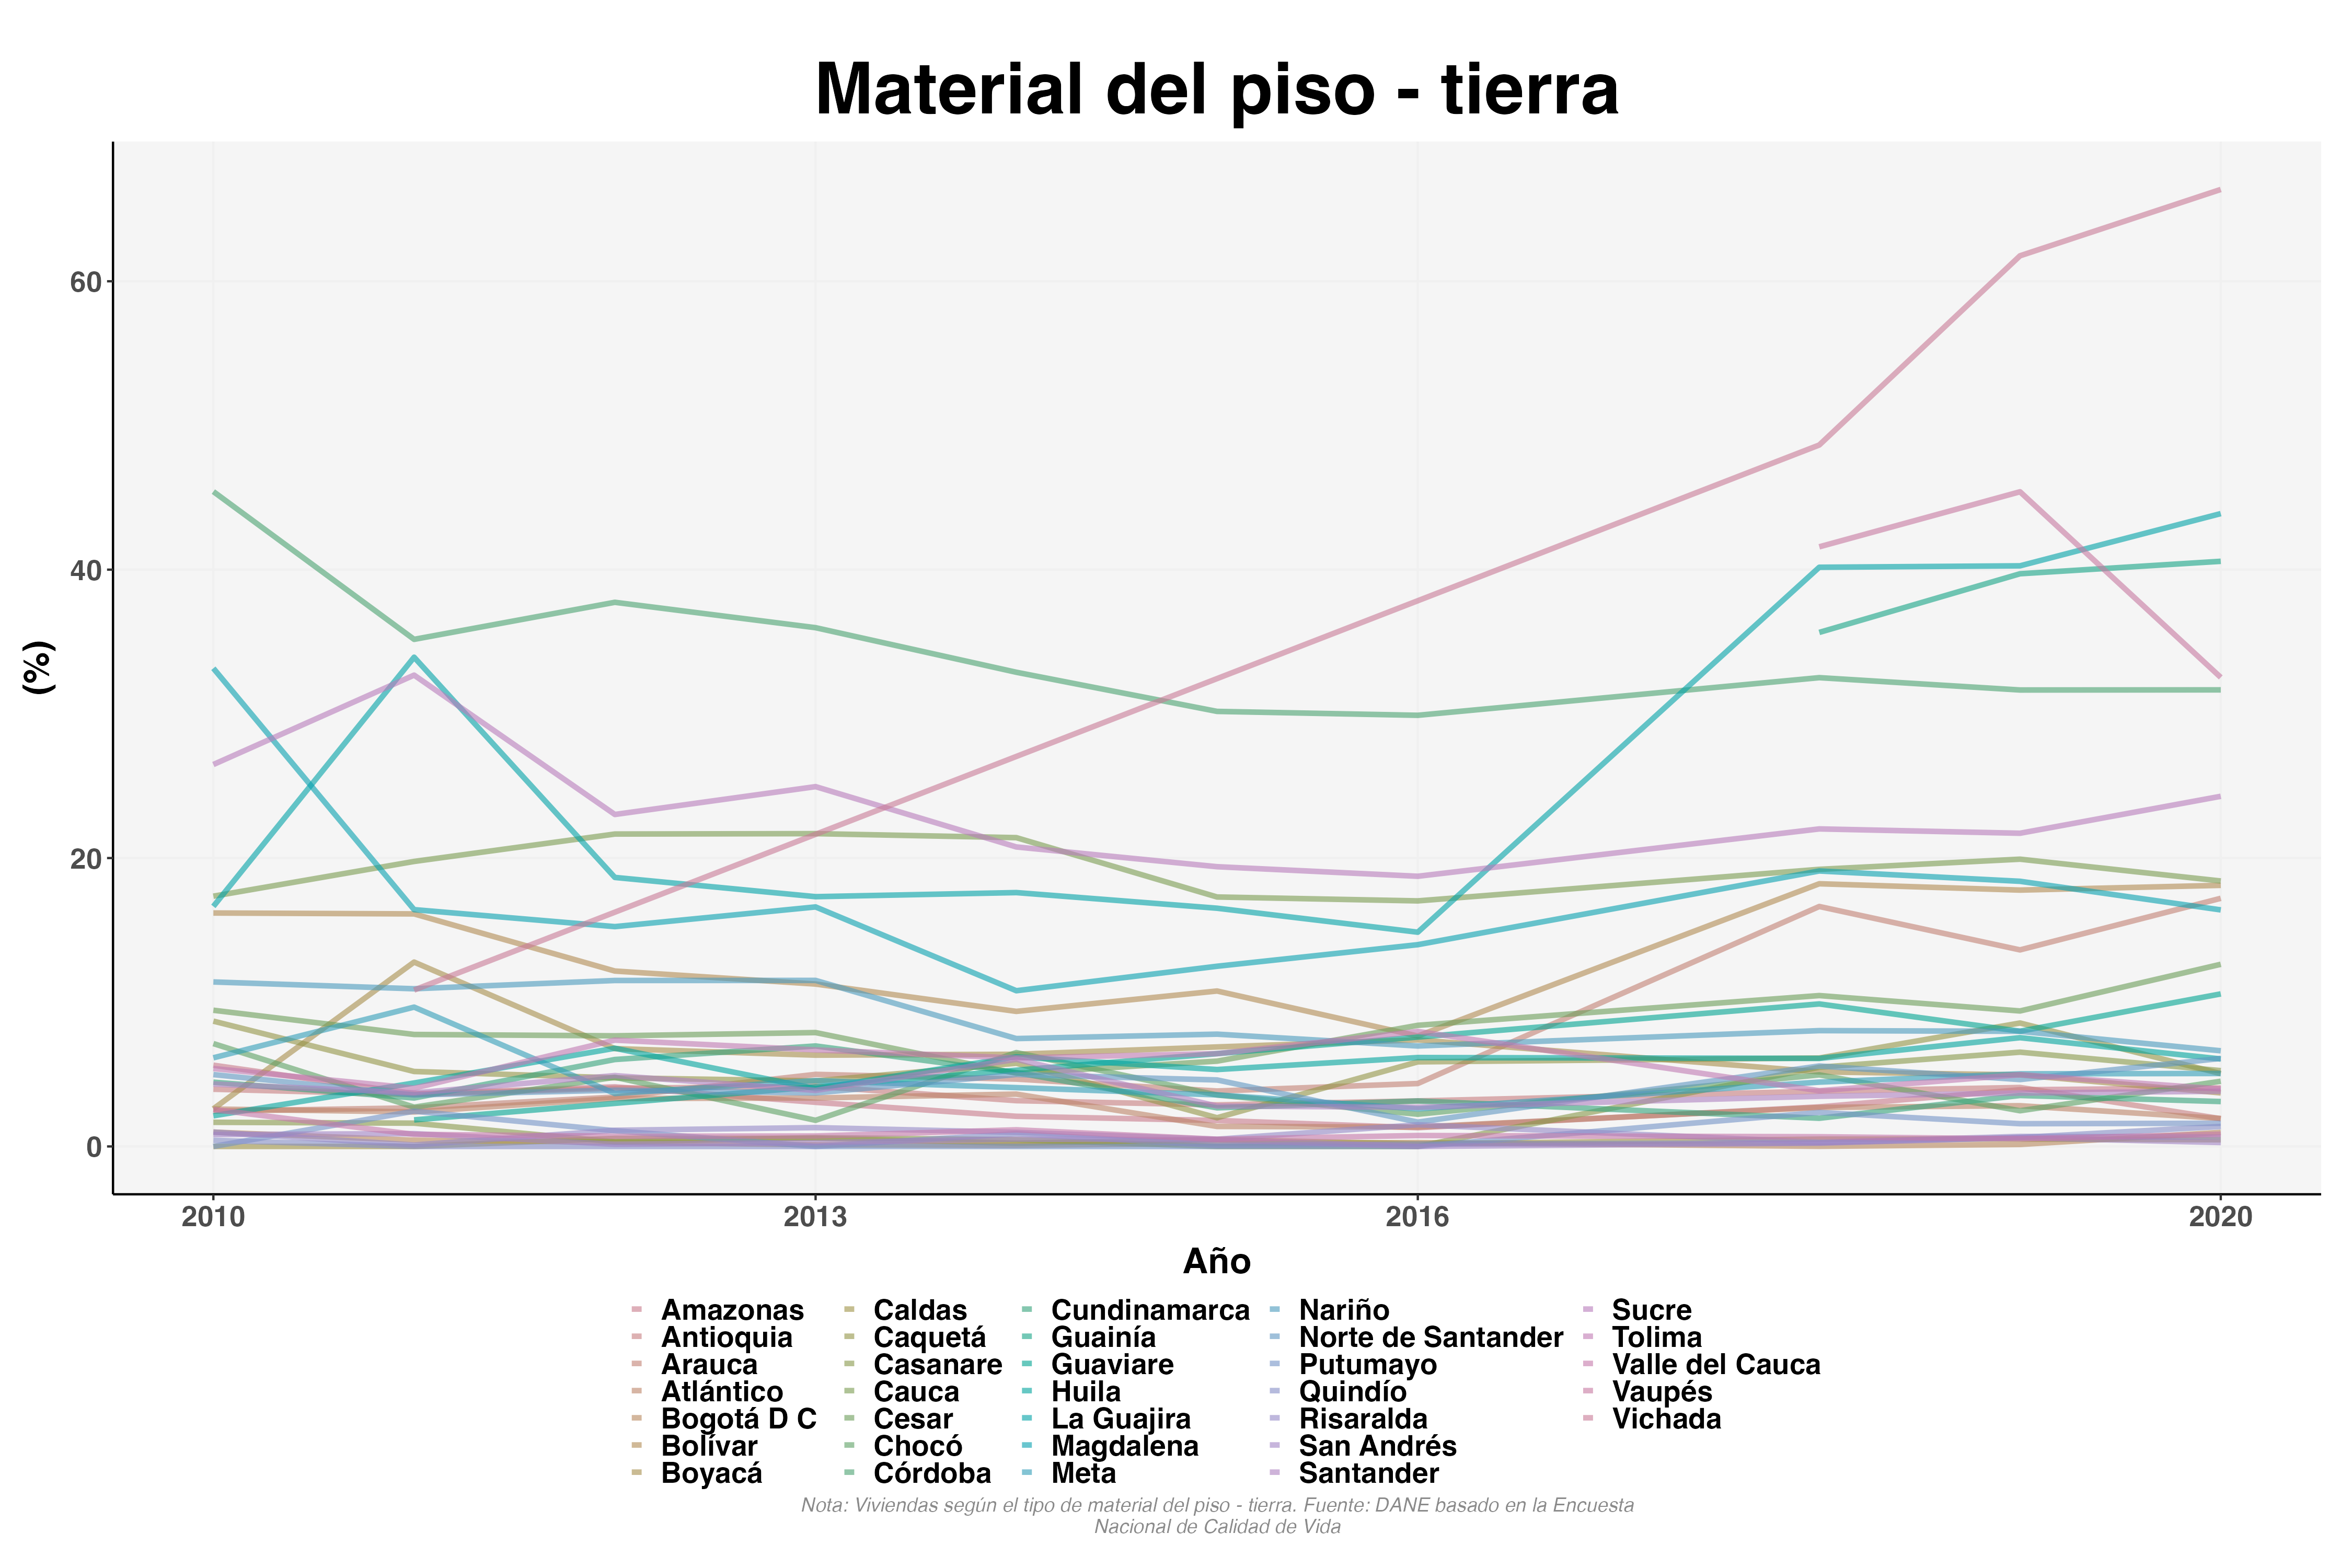 Material del piso - tierra
(%)
60
40
20
0
2010 2013 2016 2020
Año
Amazonas Caldas Cundinamarca Nariño Sucre
Antioquia Caquetá Guainía Norte de Santander Tolima
Arauca Casanare Guaviare Putumayo Valle del Cauca
Atlántico Cauca Huila Quindío Vaupés
Bogotá D C Cesar La Guajira Risaralda Vichada
Bolívar Chocó Magdalena San Andrés
Boyacá Córdoba Meta Santander
Nota: Viviendas según el tipo de material del piso - tierra. Fuente: DANE basado en la Encuesta
Nacional de Calidad de Vida